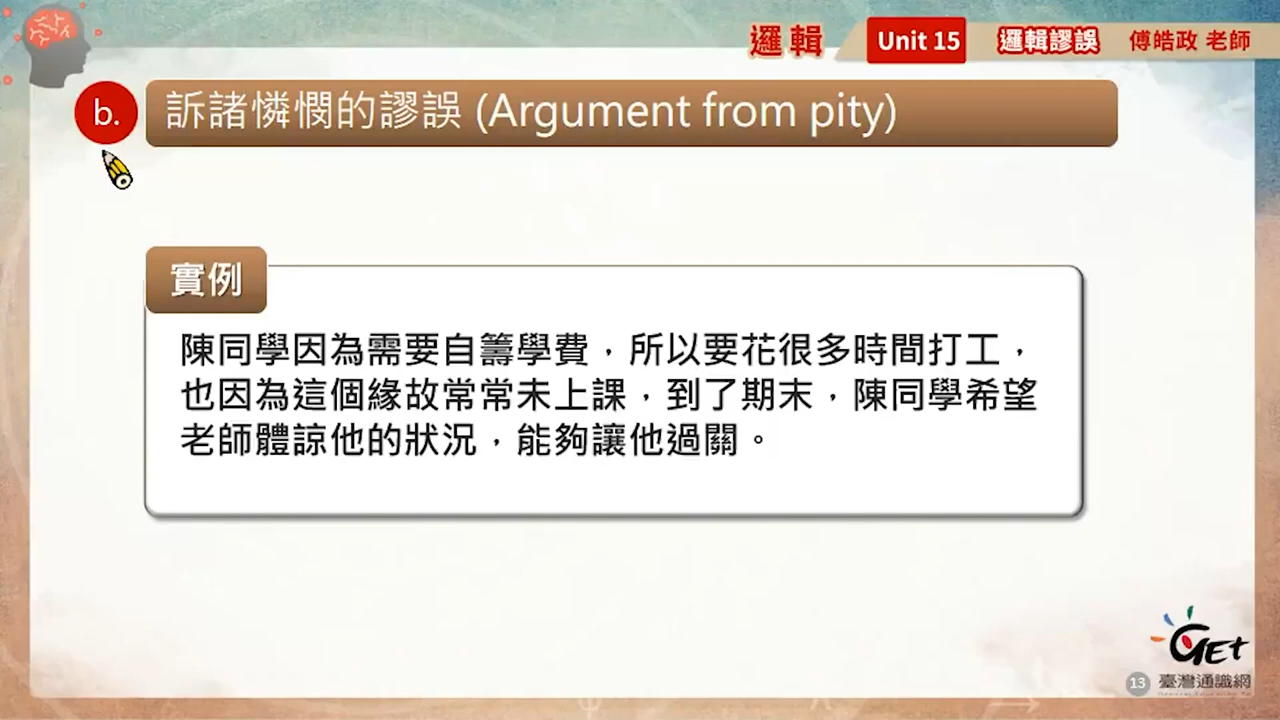 邏輯 Unit 15 邏輯謬誤 傅皓政 老師
b. 訴諸憐憫的謬誤 (Argument from pity)
實例
陳同學因為需要自籌學費，所以要花很多時間打工，
也因為這個緣故常常未上課，到了期末，陳同學希望
老師體諒他的狀況，能夠讓他過關。
GET
13 臺灣通識網